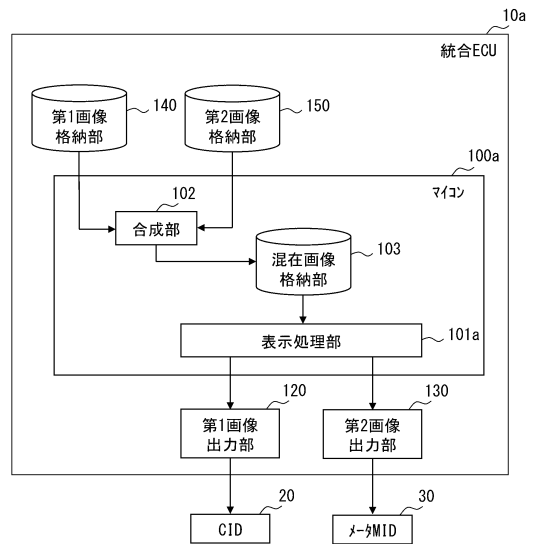 10a
統合ECU
140
第1画像
格納部
150
第2画像
格納部
100a
マイコン
102
合成部
103
混在画像
格納部
101a
表示処理部
120
第1画像
出力部
130
第2画像
出力部
20
CID
30
メータMID